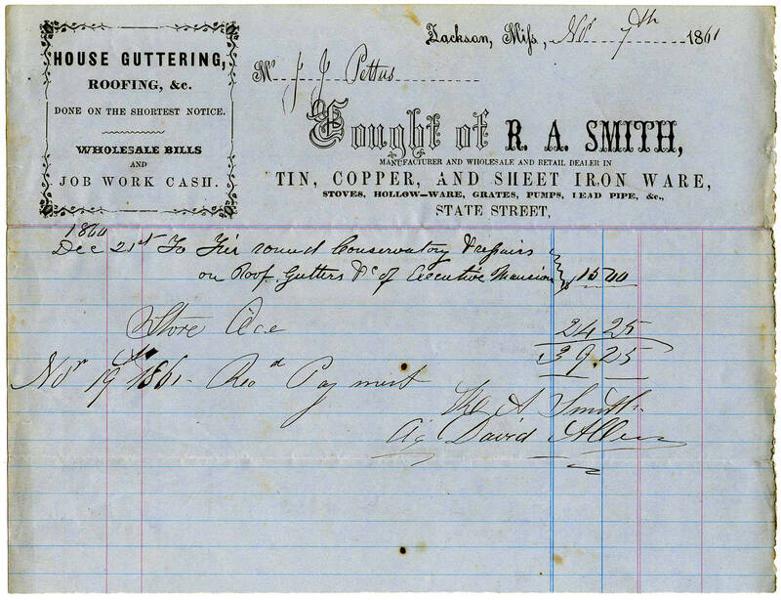 HOUSE GUTTERING,
ROOFING, &c.
DONE ON THE SHORTEST NOTICE.
WHOLESALE BILLS
AND
JOB WORK CASH.
Jackson, Miss, Nov 7th 1861
Mr J J Pettus
Bought of R. A. SMITH,
MANUFACTURER AND WHOLESALE AND RETAIL DEALER IN
TIN, COPPER, AND SHEET IRON WARE,
STOVES, HOLLOW-WARE, GRATES, PUMPS, LEAD PIPE, &c.,
STATE STREET,
1860
Dec 21st To Tin round Conservatory & repairs
on Roof Gutters &c of Executive Mansion 15 00
Store Acc 24 25
39.25
Nov 19th 1861 Recd Payment
A Smith
David Allen